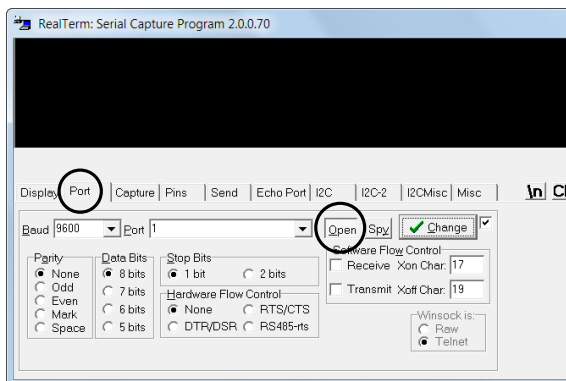 RealTerm: Serial Capture Program 2.0.0.70
Display Port Capture Pins Send Echo Port I2C I2C-2 I2CMisc Misc \n
Baud 9600 Port 1 Open Spy Change
Parity Data Bits Stop Bits Software Flow Control
None 8 bits 1 bit 2 bits Receive Xon Char: 17
Odd 7 bits Hardware Flow Control Transmit Xoff Char: 19
Even 6 bits None RTS/CTS
Mark 5 bits DTR/DSR RS485-rts
Space
Winsock is:
Raw
Telnet